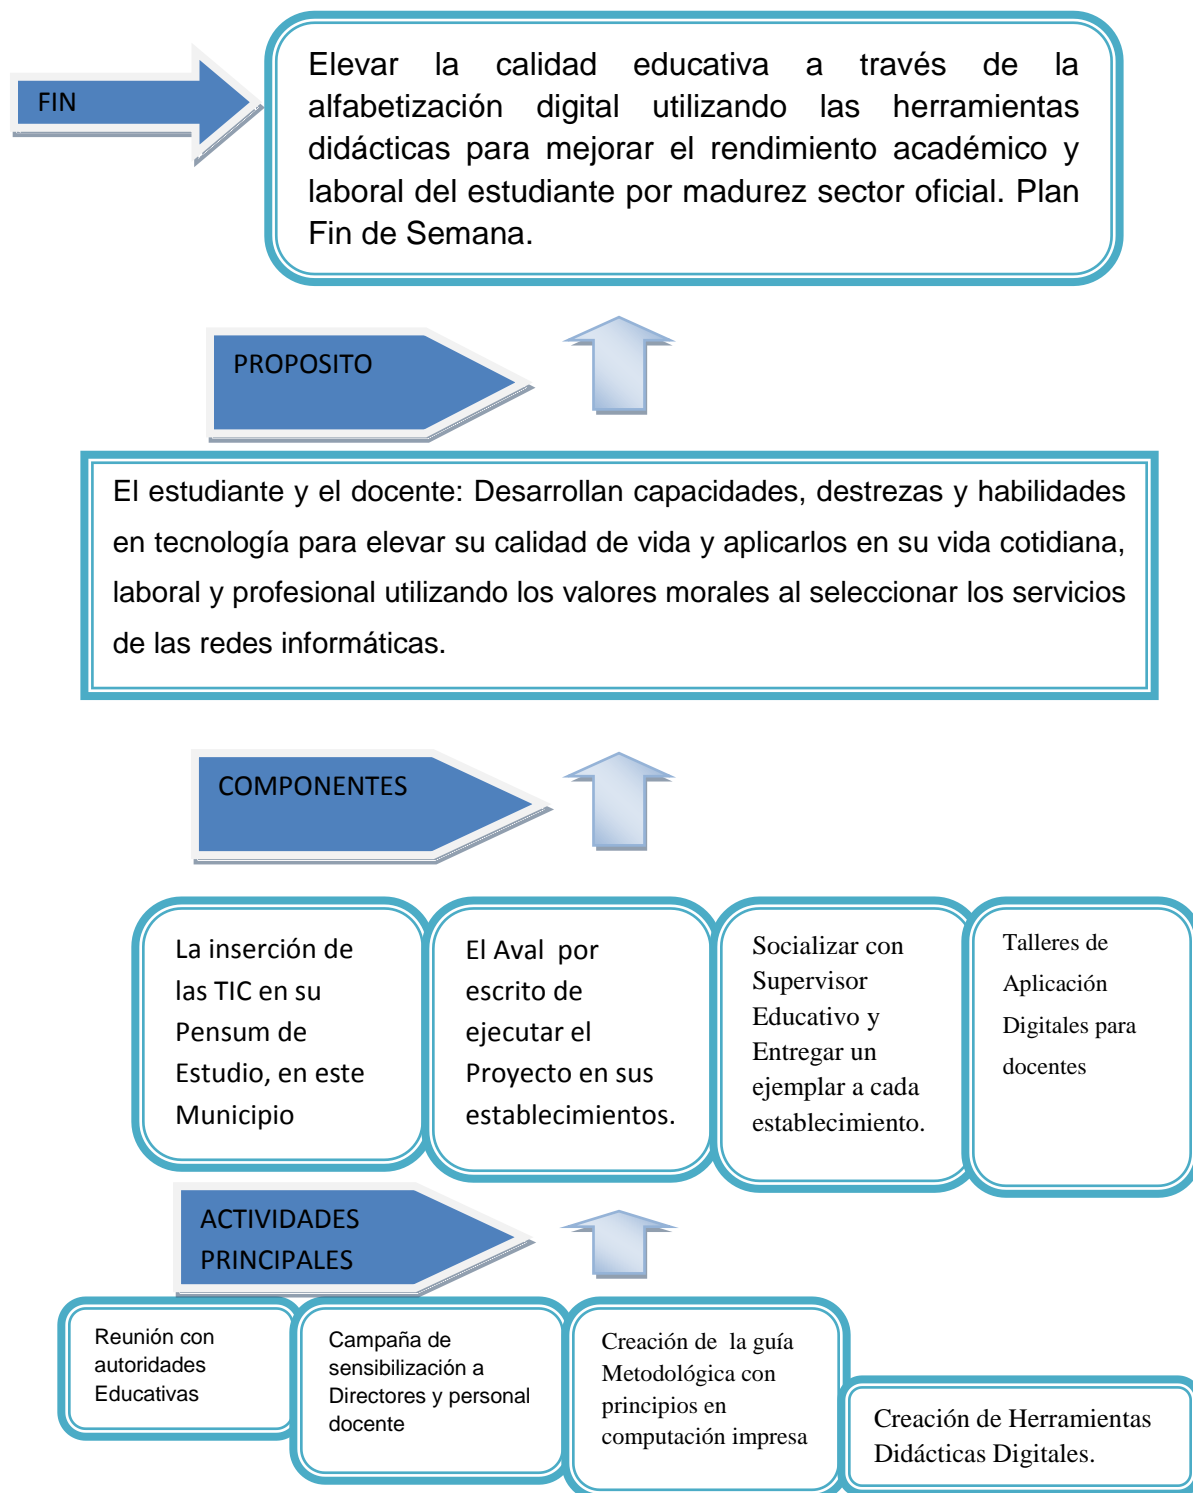 FIN
Elevar la calidad educativa a través de la
alfabetización digital utilizando las herramientas
didácticas para mejorar el rendimiento académico y
laboral del estudiante por madurez sector oficial. Plan
Fin de Semana.
PROPOSITO
El estudiante y el docente: Desarrollan capacidades, destrezas y habilidades
en tecnología para elevar su calidad de vida y aplicarlos en su vida cotidiana,
laboral y profesional utilizando los valores morales al seleccionar los servicios
de las redes informáticas.
COMPONENTES
La inserción de
las TIC en su
Pensum de
Estudio, en este
Municipio
El Aval por
escrito de
ejecutar el
Proyecto en sus
establecimientos.
Socializar con
Supervisor
Educativo y
Entregar un
ejemplar a cada
establecimiento.
Talleres de
Aplicación
Digitales para
docentes
ACTIVIDADES
PRINCIPALES
Reunión con
autoridades
Educativas
Campaña de
sensibilización a
Directores y personal
docente
Creación de la guía
Metodológica con
principios en
computación impresa
Creación de Herramientas
Didácticas Digitales.